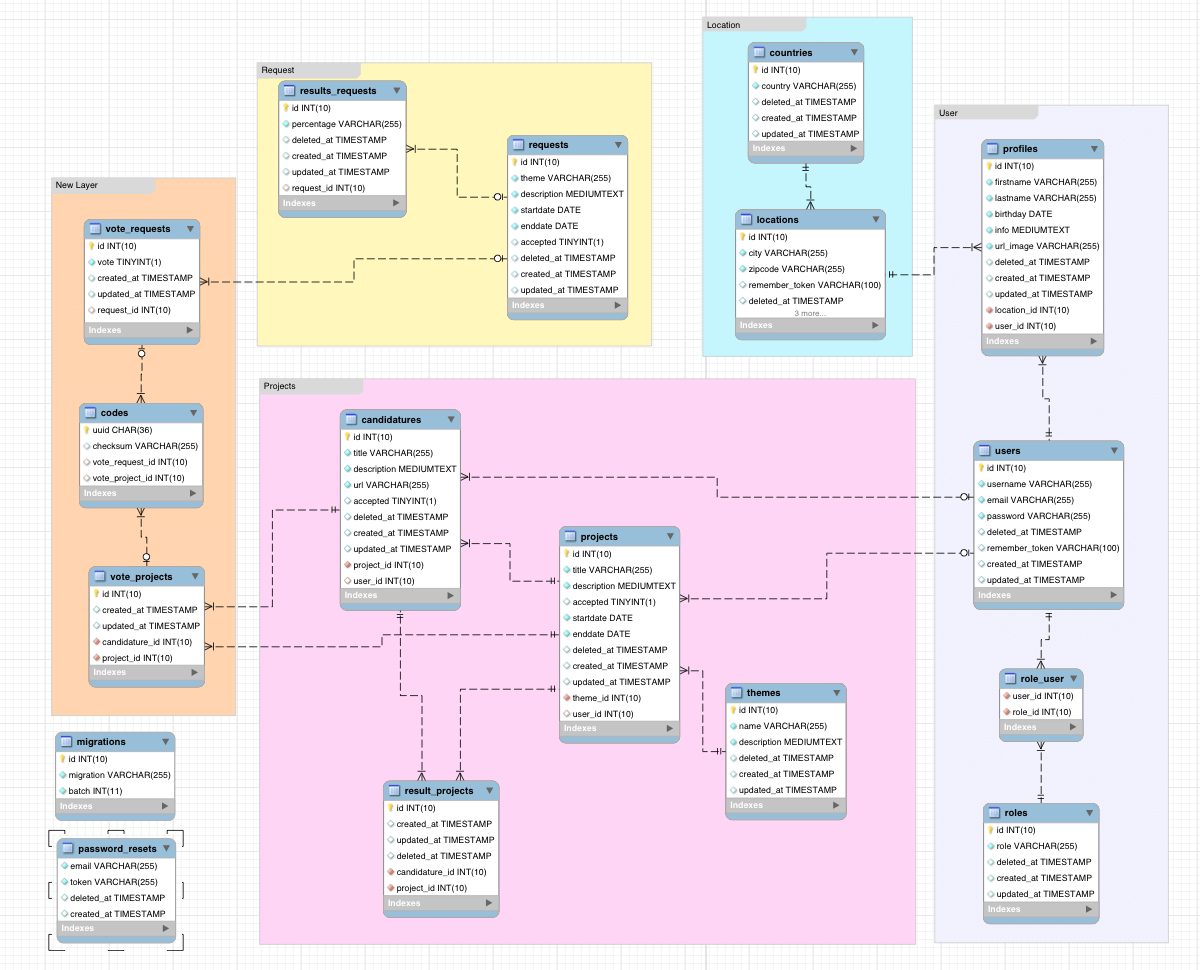 Location
countries
id INT(10)
country VARCHAR(255)
deleted_at TIMESTAMP
created_at TIMESTAMP
updated_at TIMESTAMP
Indexes
locations
id INT(10)
city VARCHAR(255)
zipcode VARCHAR(255)
remember_token VARCHAR(100)
deleted_at TIMESTAMP
3 more...
Indexes
Request
results_requests
id INT(10)
percentage VARCHAR(255)
deleted_at TIMESTAMP
created_at TIMESTAMP
updated_at TIMESTAMP
request_id INT(10)
Indexes
requests
id INT(10)
theme VARCHAR(255)
description MEDIUMTEXT
startdate DATE
enddate DATE
accepted TINYINT(1)
deleted_at TIMESTAMP
created_at TIMESTAMP
updated_at TIMESTAMP
Indexes
User
profiles
id INT(10)
firstname VARCHAR(255)
lastname VARCHAR(255)
birthday DATE
info MEDIUMTEXT
url_image VARCHAR(255)
deleted_at TIMESTAMP
created_at TIMESTAMP
updated_at TIMESTAMP
location_id INT(10)
user_id INT(10)
Indexes
users
id INT(10)
username VARCHAR(255)
email VARCHAR(255)
password VARCHAR(255)
deleted_at TIMESTAMP
remember_token VARCHAR(100)
created_at TIMESTAMP
updated_at TIMESTAMP
Indexes
role_user
user_id INT(10)
role_id INT(10)
Indexes
roles
id INT(10)
role VARCHAR(255)
deleted_at TIMESTAMP
created_at TIMESTAMP
updated_at TIMESTAMP
Indexes
New Layer
vote_requests
id INT(10)
vote TINYINT(1)
created_at TIMESTAMP
updated_at TIMESTAMP
request_id INT(10)
Indexes
codes
uuid CHAR(36)
checksum VARCHAR(255)
vote_request_id INT(10)
vote_project_id INT(10)
Indexes
vote_projects
id INT(10)
created_at TIMESTAMP
updated_at TIMESTAMP
candidature_id INT(10)
project_id INT(10)
Indexes
Projects
candidatures
id INT(10)
title VARCHAR(255)
description MEDIUMTEXT
url VARCHAR(255)
accepted TINYINT(1)
deleted_at TIMESTAMP
created_at TIMESTAMP
updated_at TIMESTAMP
project_id INT(10)
user_id INT(10)
Indexes
projects
id INT(10)
title VARCHAR(255)
description MEDIUMTEXT
accepted TINYINT(1)
startdate DATE
enddate DATE
deleted_at TIMESTAMP
created_at TIMESTAMP
updated_at TIMESTAMP
theme_id INT(10)
user_id INT(10)
Indexes
themes
id INT(10)
name VARCHAR(255)
description MEDIUMTEXT
deleted_at TIMESTAMP
created_at TIMESTAMP
updated_at TIMESTAMP
Indexes
result_projects
id INT(10)
created_at TIMESTAMP
updated_at TIMESTAMP
deleted_at TIMESTAMP
candidature_id INT(10)
project_id INT(10)
Indexes
migrations
id INT(10)
migration VARCHAR(255)
batch INT(11)
Indexes
password_resets
email VARCHAR(255)
token VARCHAR(255)
deleted_at TIMESTAMP
created_at TIMESTAMP
Indexes